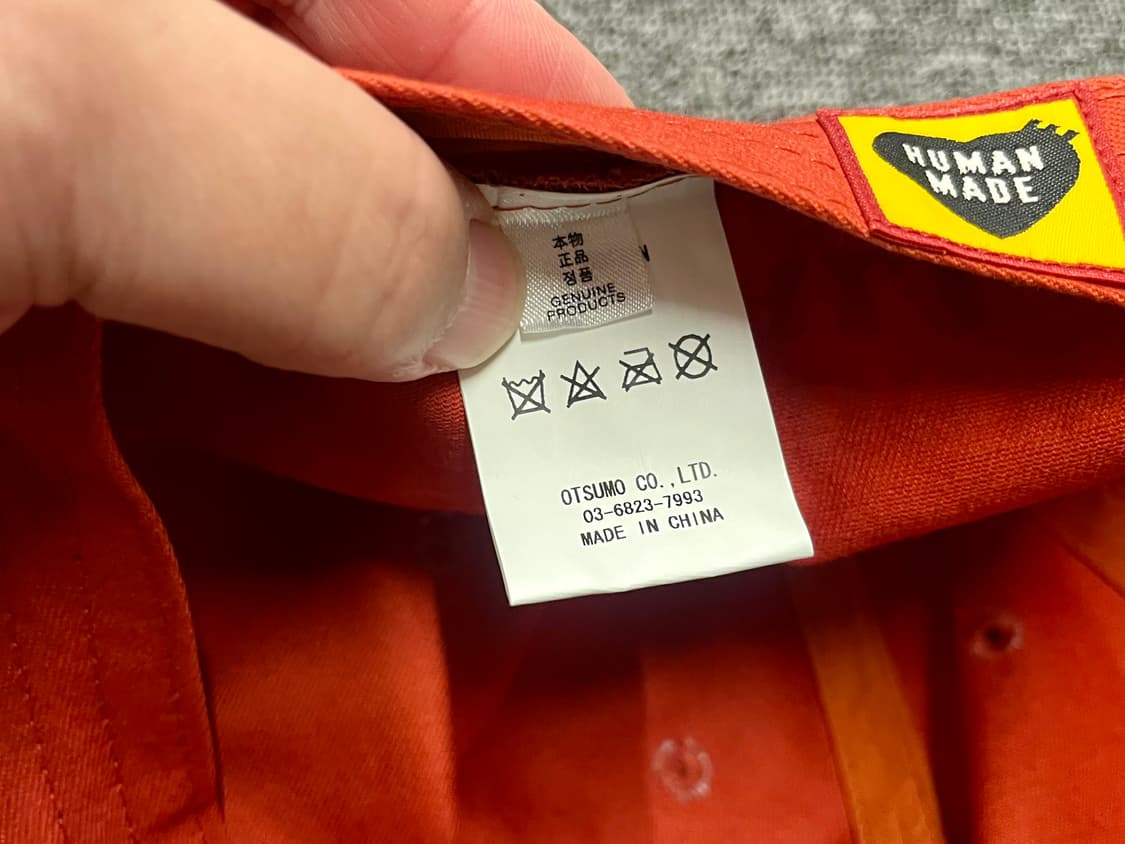 HUMAN
MADE
本物
正品
정품
GENUINE
PRODUCTS
OTSUMO CO.,LTD.
03-6823-7993
MADE IN CHINA